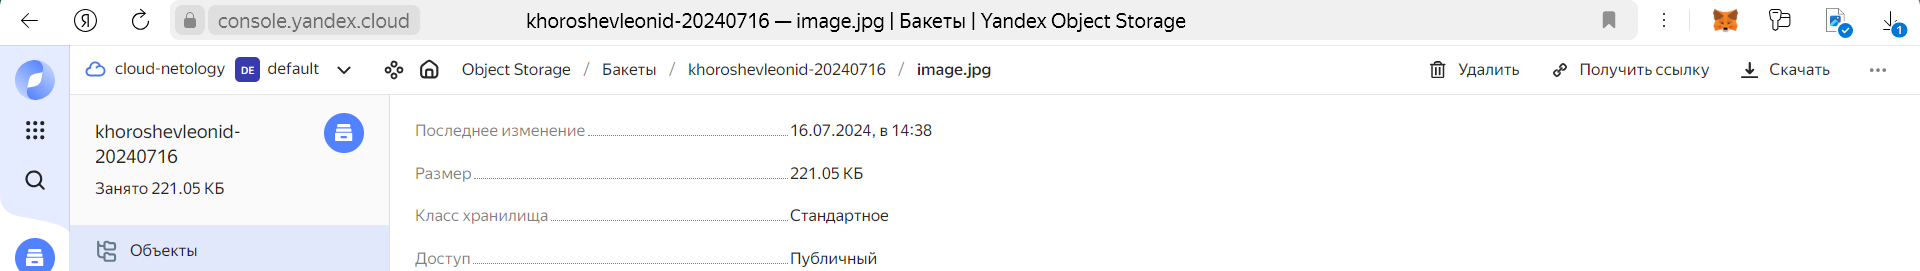 Я console.yandex.cloud khoroshevleonid-20240716 — image.jpg | Бакеты | Yandex Object Storage 1
cloud-netology DE default Object Storage / Бакеты / khoroshevleonid-20240716 / image.jpg Удалить Получить ссылку Скачать
khoroshevleonid-
20240716
Занято 221.05 КБ
Объекты
Последнее изменение 16.07.2024, в 14:38
Размер 221.05 КБ
Класс хранилища Стандартное
Доступ Публичный